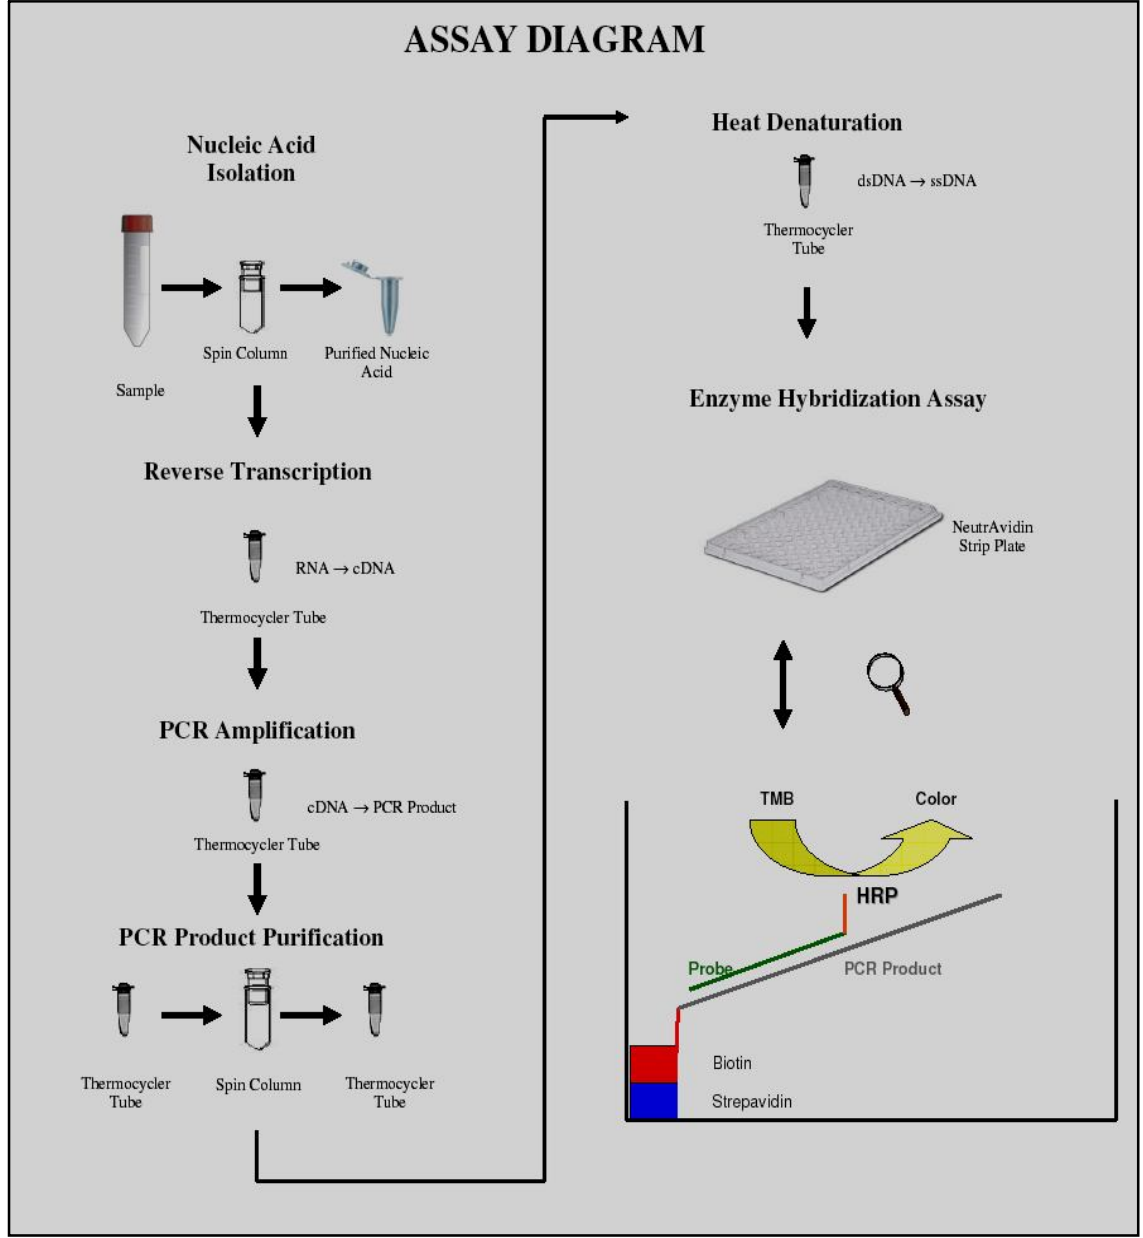 ASSAY DIAGRAM
Nucleic Acid
Isolation
Sample
Spin Column
Purified Nucleic
Acid
Reverse Transcription
RNA → cDNA
Thermocycler Tube
PCR Amplification
cDNA → PCR Product
Thermocycler Tube
PCR Product Purification
Thermocycler
Tube
Spin Column
Thermocycler
Tube
Heat Denaturation
dsDNA → ssDNA
Thermocycler
Tube
Enzyme Hybridization Assay
NeutrAvidin
Strip Plate
TMB
Color
HRP
Probe
PCR Product
Biotin
Strepavidin